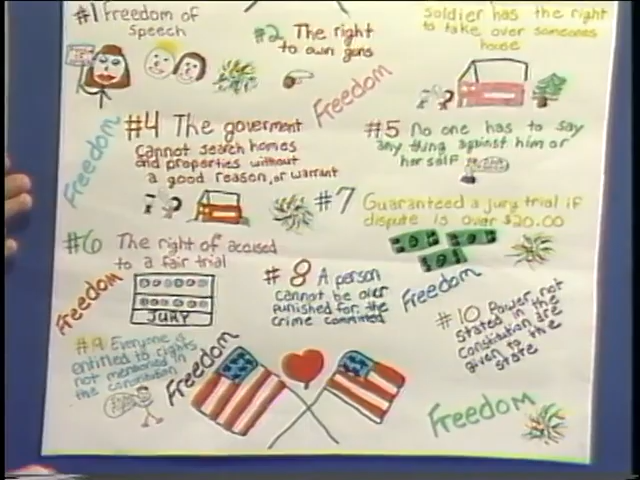 #1 Freedom of
Speech
#2 The right
to own guns
soldier has the right
to take over someones
house
Freedom
Freedom
#4 The goverment
Cannot search homes
and properties without
a good reason, or warrant
#5 No one has to say
any thing against him or
her self
#7 Guaranteed a jury trial if
dispute is over $20.00
#6 The right of acused
to a fair trial
JURY
Freedom
#8 A person
cannot be over
punished for the
crime committed
Freedom
#10 Power not
stated in the
Constitution are
given to the
state
#9 Everyone is
entitled to rights
not mentioned in
the constitution
Freedom
Freedom